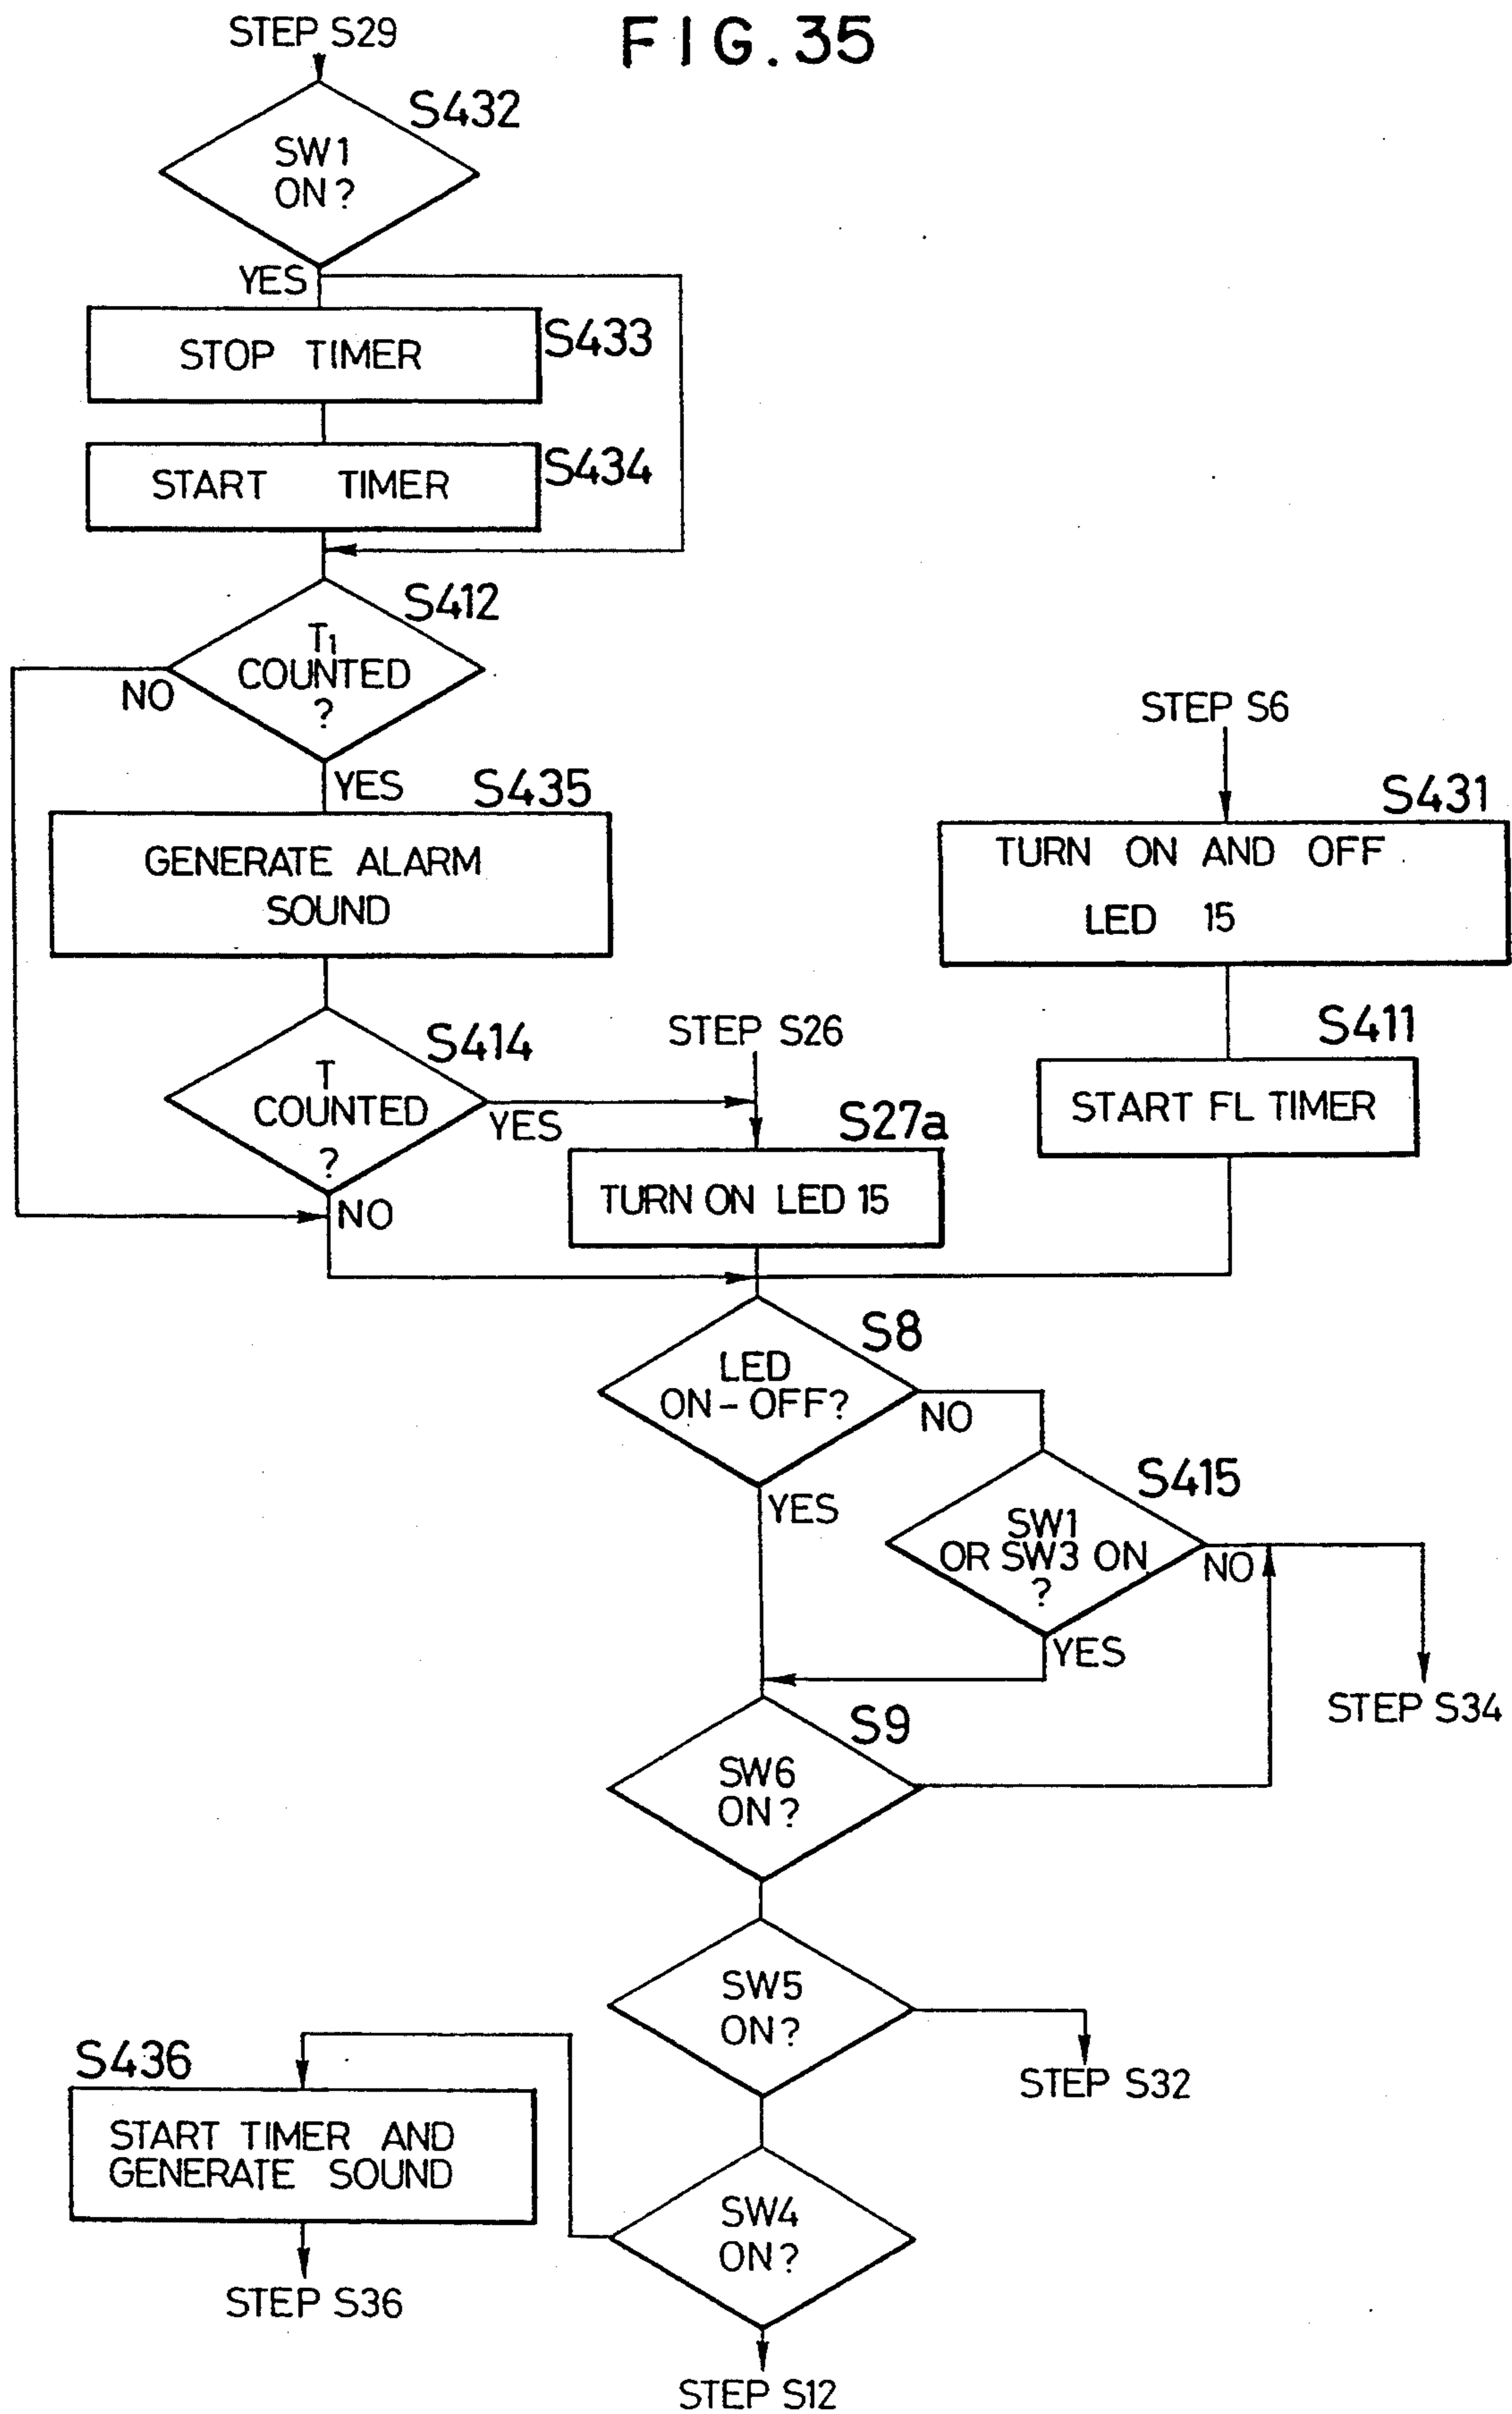 FIG. 35
STEP S29
S432
SW1
ON?
YES
STOP TIMER
S433
START TIMER
S434
S412
T1
COUNTED
?
NO
YES
S435
GENERATE ALARM
SOUND
STEP S6
S431
TURN ON AND OFF
LED 15
S411
START FL TIMER
S414
T
COUNTED
?
YES
NO
STEP S26
S27a
TURN ON LED 15
S8
LED
ON-OFF?
NO
YES
S415
SW1
OR SW3 ON
?
NO
YES
STEP S34
S9
SW6
ON?
SW5
ON?
STEP S32
S436
START TIMER AND
GENERATE SOUND
STEP S36
SW4
ON?
STEP S12